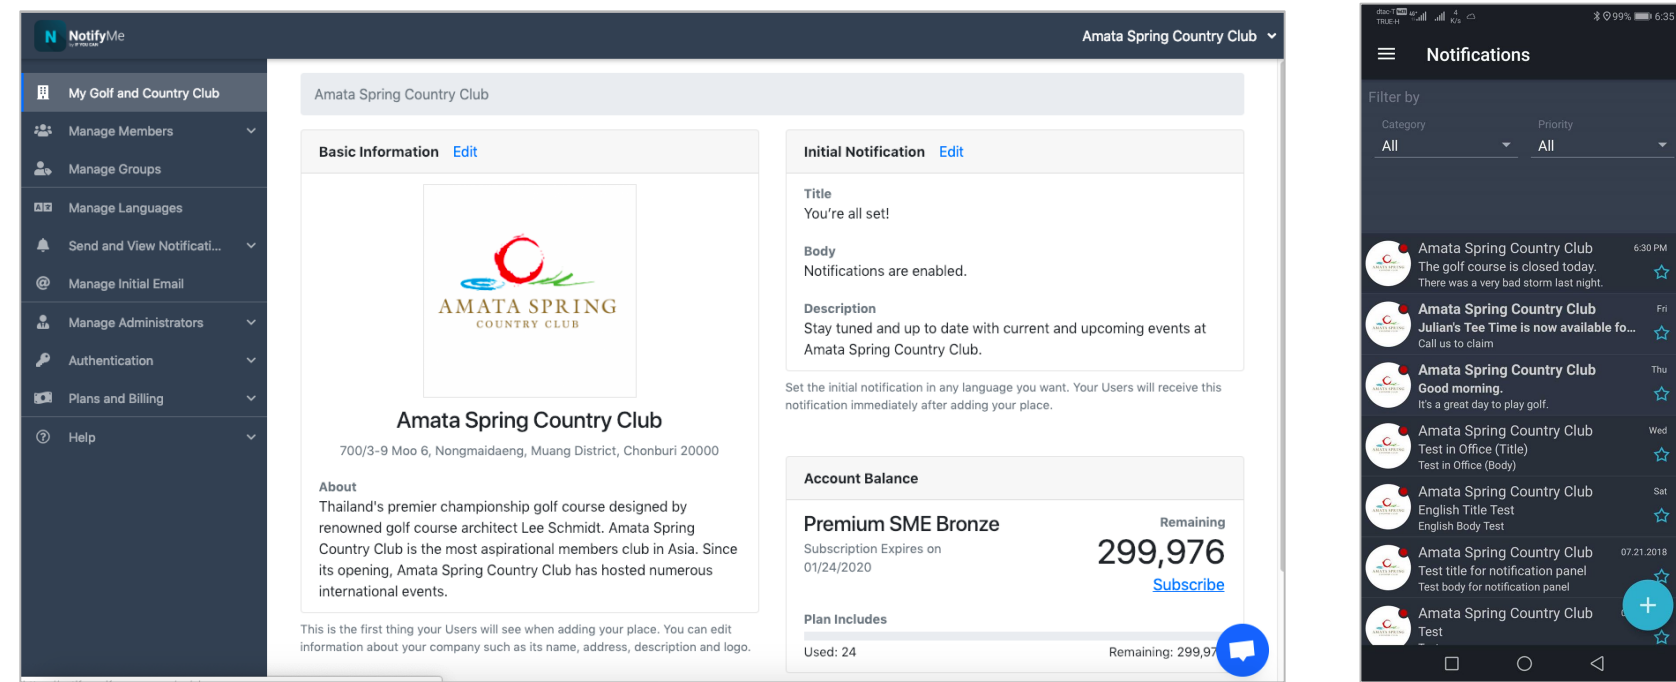 N NotifyMe
by IF YOU CAN
Amata Spring Country Club
My Golf and Country Club
Manage Members
Manage Groups
Manage Languages
Send and View Notificati...
Manage Initial Email
Manage Administrators
Authentication
Plans and Billing
Help
Amata Spring Country Club
Basic Information Edit
AMATA SPRING
COUNTRY CLUB
Amata Spring Country Club
700/3-9 Moo 6, Nongmaidaeng, Muang District, Chonburi 20000
About
Thailand's premier championship golf course designed by
renowned golf course architect Lee Schmidt. Amata Spring
Country Club is the most aspirational members club in Asia. Since
its opening, Amata Spring Country Club has hosted numerous
international events.
This is the first thing your Users will see when adding your place. You can edit
information about your company such as its name, address, description and logo.
Initial Notification Edit
Title
You're all set!
Body
Notifications are enabled.
Description
Stay tuned and up to date with current and upcoming events at
Amata Spring Country Club.
Set the initial notification in any language you want. Your Users will receive this
notification immediately after adding your place.
Account Balance
Premium SME Bronze
Subscription Expires on
01/24/2020
Remaining
299,976
Subscribe
Plan Includes
Used: 24
Remaining: 299,97
dtac-T
TRUE-H
4
K/s
99% 6:35
Notifications
Filter by
Category
All
Priority
All
Amata Spring Country Club 6:30 PM
The golf course is closed today.
There was a very bad storm last night.
Amata Spring Country Club Fri
Julian's Tee Time is now available fo...
Call us to claim
Amata Spring Country Club Thu
Good morning.
It's a great day to play golf.
Amata Spring Country Club Wed
Test in Office (Title)
Test in Office (Body)
Amata Spring Country Club Sat
English Title Test
English Body Test
Amata Spring Country Club 07.21.2018
Test title for notification panel
Test body for notification panel
Amata Spring Country Club
Test